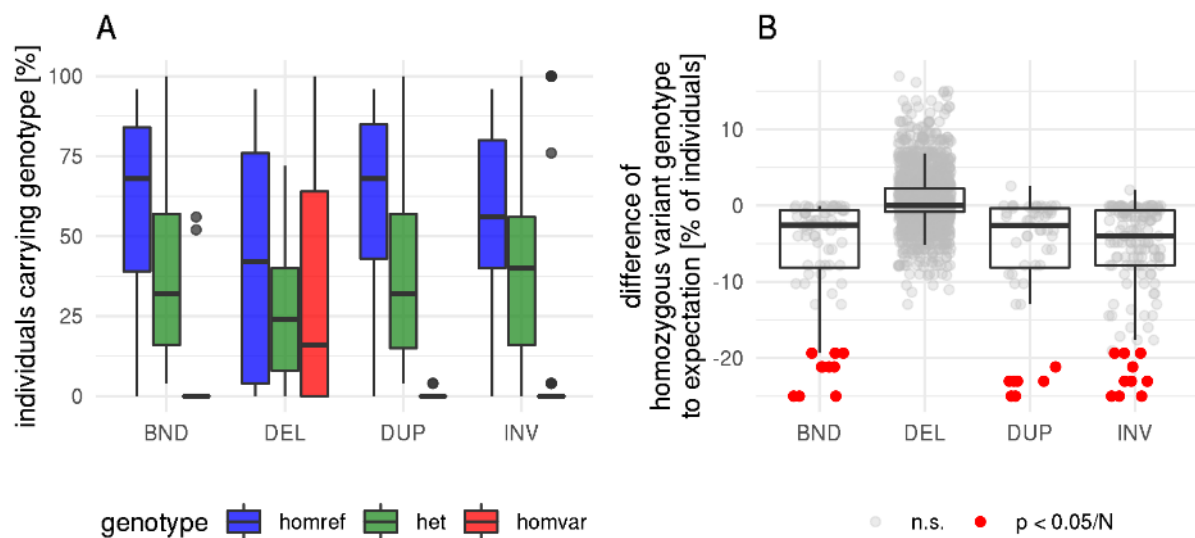 A
individuals carrying genotype [%]
100
75
50
25
0
BND DEL DUP INV
genotype homref het homvar
B
difference of
homozygous variant genotype
to expectation [% of individuals]
10
0
-10
-20
BND DEL DUP INV
n.s. p < 0.05/N